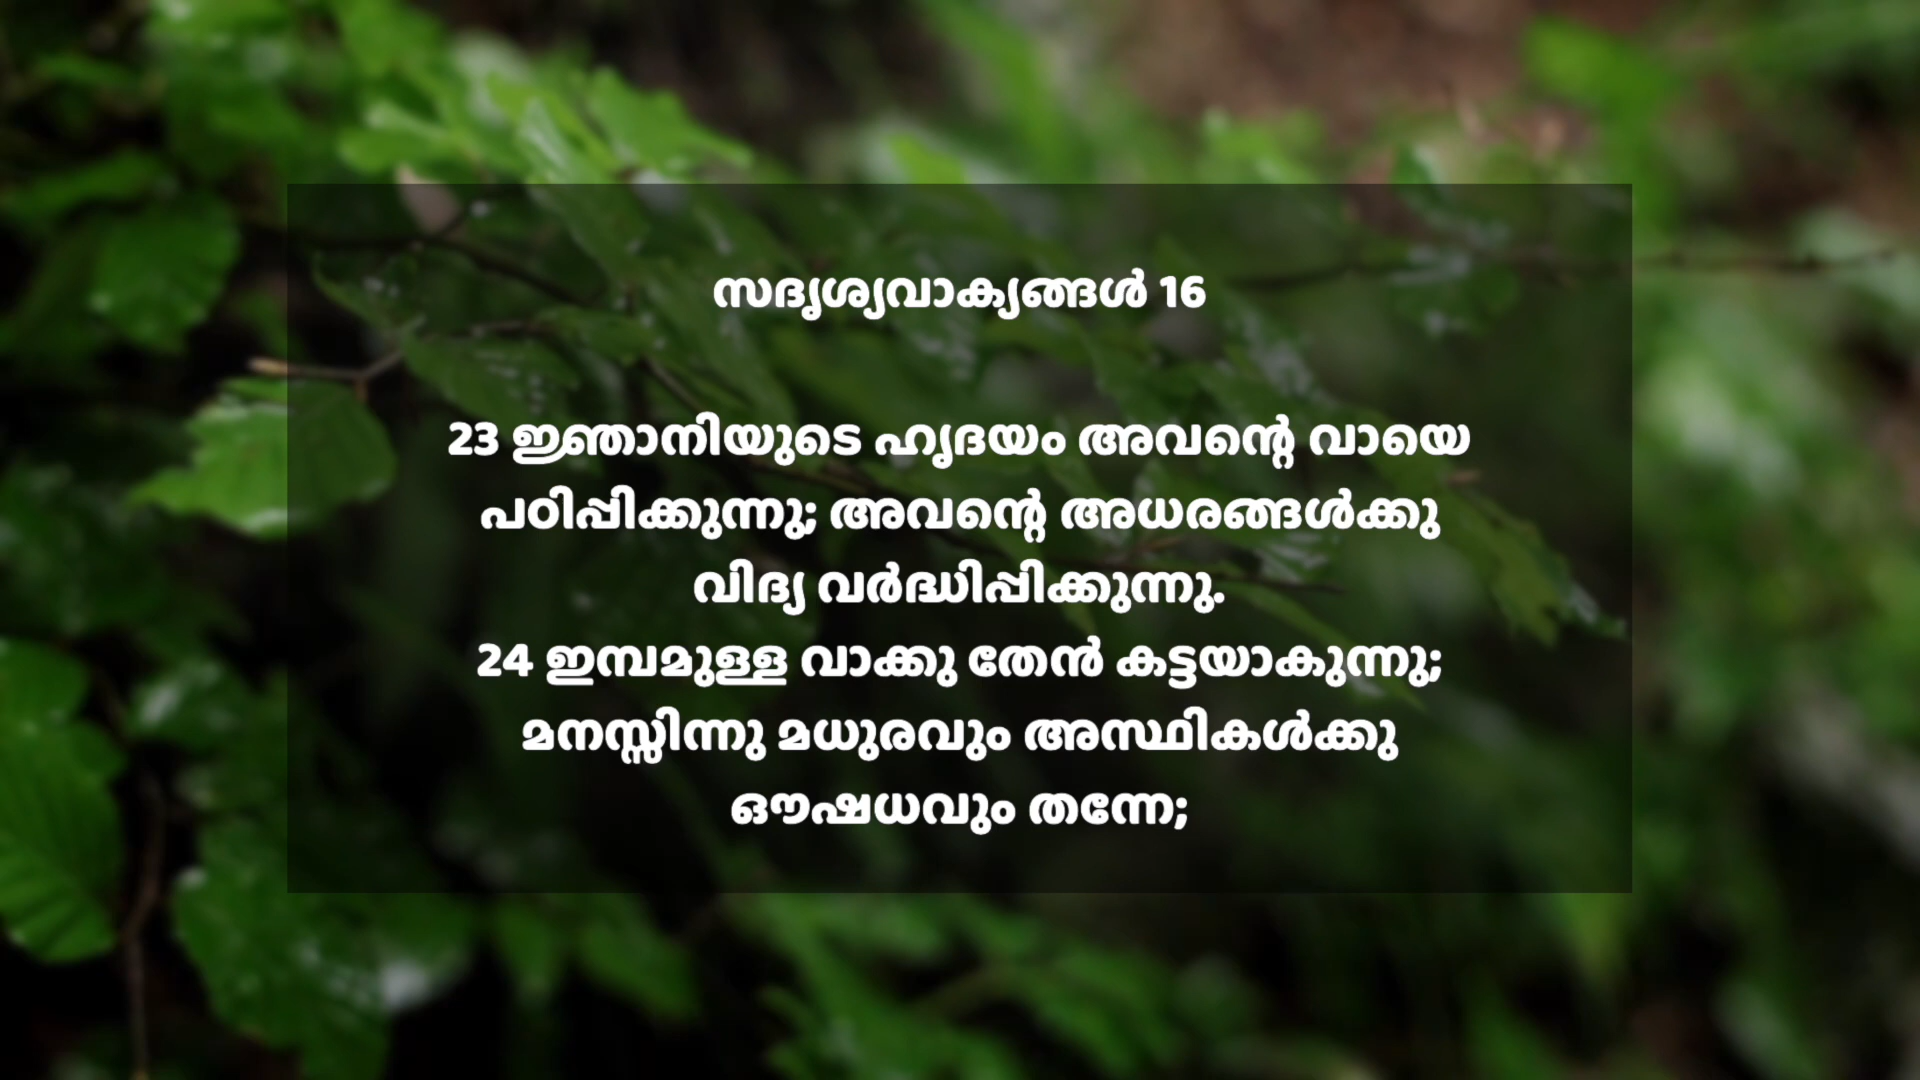 സദൃശ്യവാക്യങ്ങൾ 16
23 ജ്ഞാനിയുടെ ഹൃദയം അവന്റെ വായെ
പഠിപ്പിക്കുന്നു; അവന്റെ അധരങ്ങൾക്കു
വിദ്യ വർദ്ധിപ്പിക്കുന്നു.
24 ഇമ്പമുള്ള വാക്കു തേൻ കട്ടയാകുന്നു;
മനസ്സിന്നു മധുരവും അസ്ഥികൾക്കു
ഔഷധവും തന്നേ;